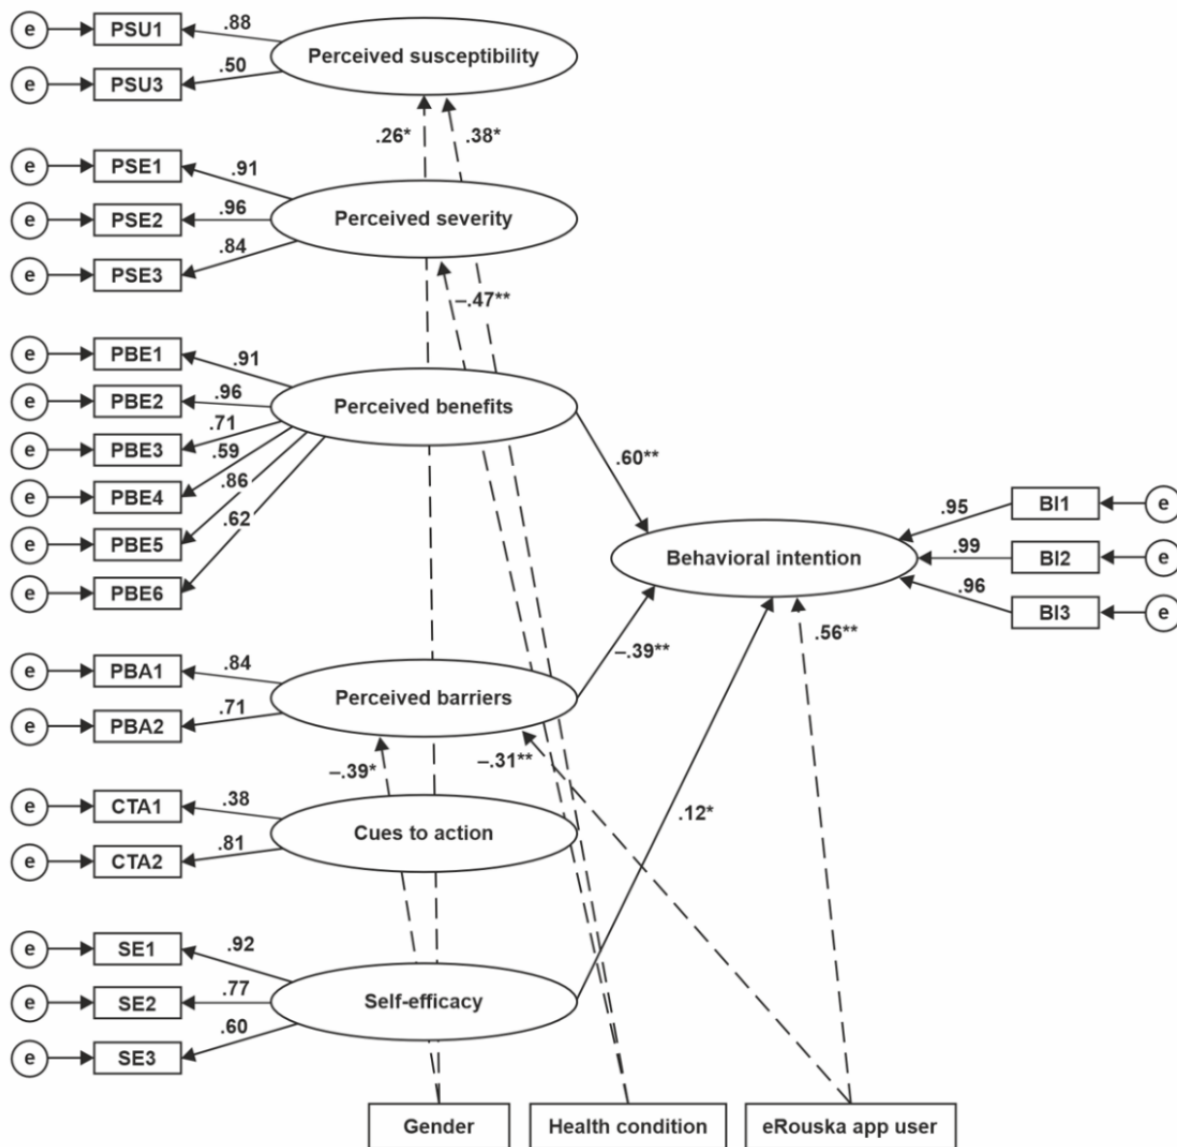 e PSU1 .88 Perceived susceptibility
e PSU3 .50
.26* .38*
e PSE1 .91
e PSE2 .96 Perceived severity
e PSE3 .84
–.47**
e PBE1 .91
e PBE2 .96 Perceived benefits
e PBE3 .71
e PBE4 .59
e PBE5 .86
e PBE6 .62
.60**
Behavioral intention
.95 BI1 e
.99 BI2 e
.96 BI3 e
.56**
–.39**
e PBA1 .84 Perceived barriers
e PBA2 .71
–.39* –.31**
e CTA1 .38 Cues to action
e CTA2 .81
.12*
e SE1 .92
e SE2 .77 Self-efficacy
e SE3 .60
Gender Health condition eRouska app user